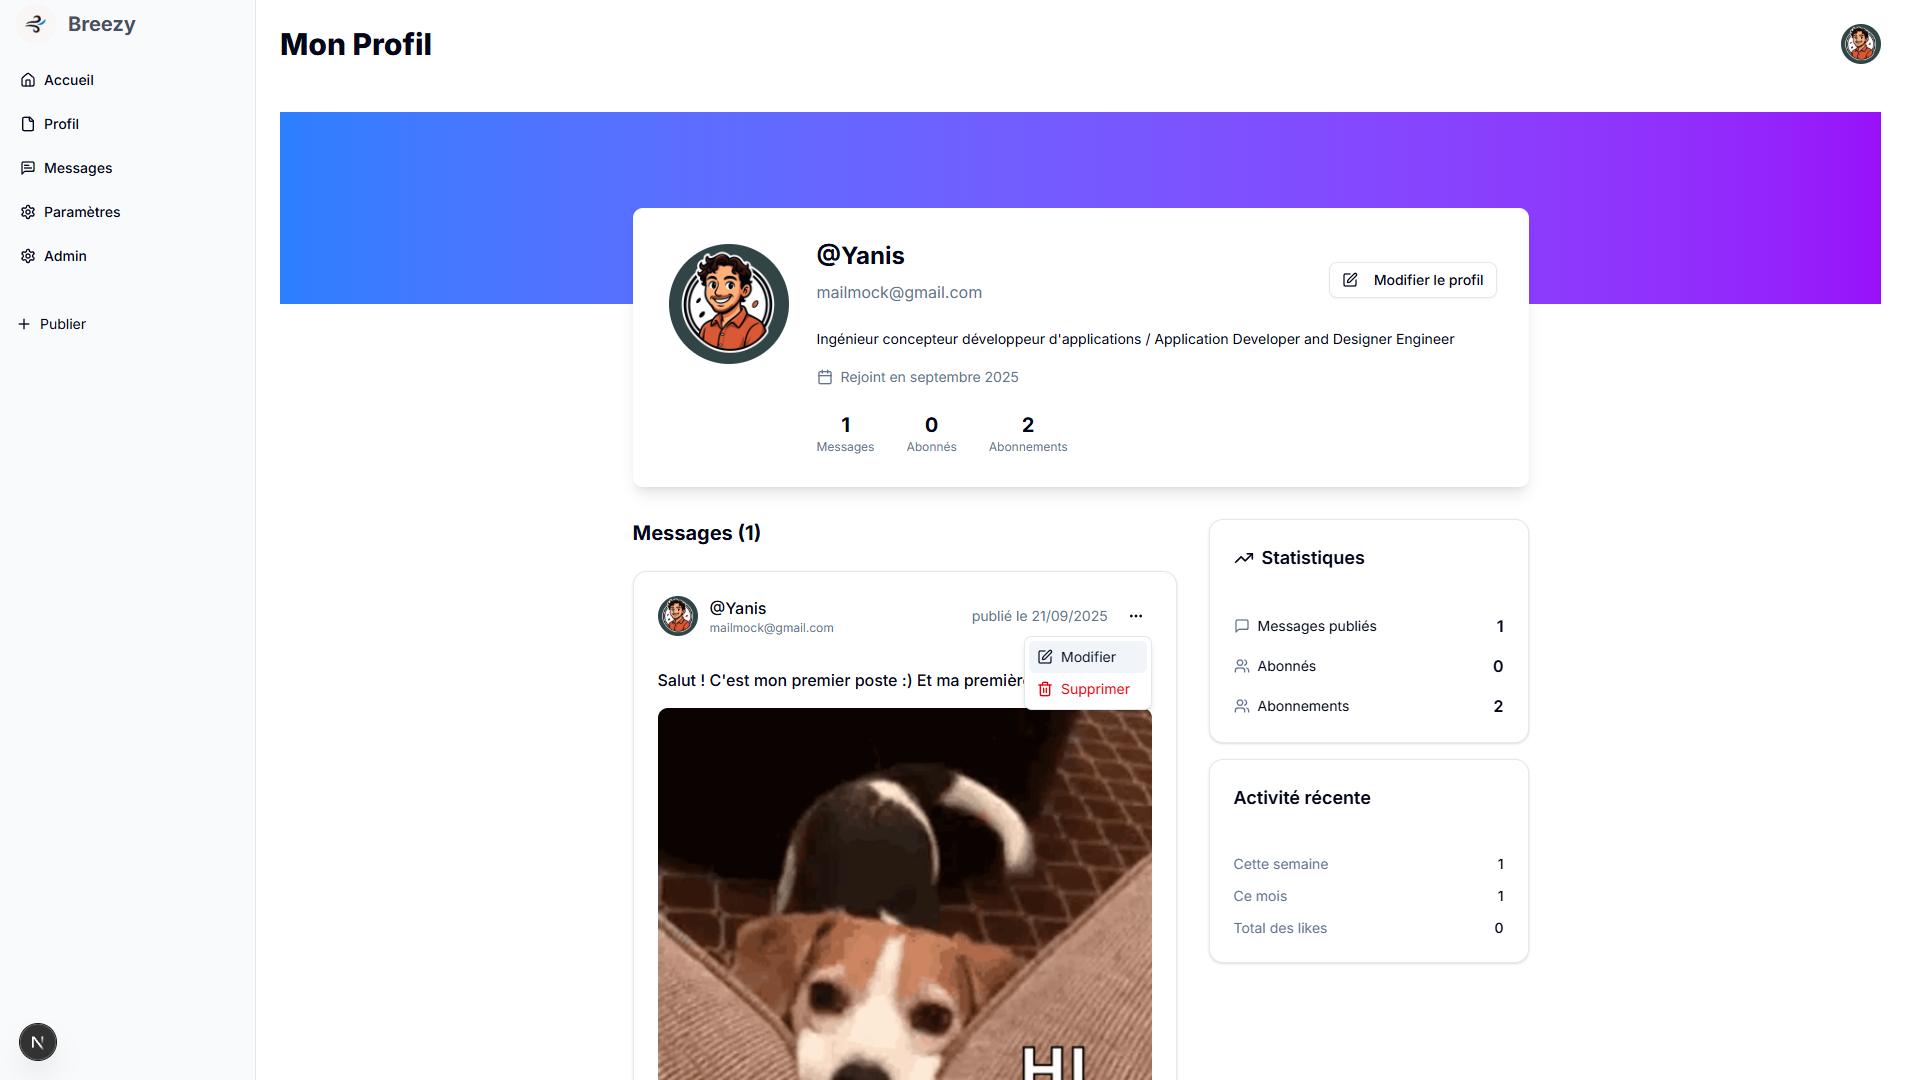 Breezy
Accueil
Profil
Messages
Paramètres
Admin
Publier
N
Mon Profil
@Yanis
mailmock@gmail.com
Modifier le profil
Ingénieur concepteur développeur d'applications / Application Developer and Designer Engineer
Rejoint en septembre 2025
1 0 2
Messages Abonnés Abonnements
Messages (1)
@Yanis
mailmock@gmail.com
publié le 21/09/2025
Modifier
Supprimer
Salut ! C'est mon premier poste :) Et ma premièr
HI
Statistiques
Messages publiés 1
Abonnés 0
Abonnements 2
Activité récente
Cette semaine 1
Ce mois 1
Total des likes 0